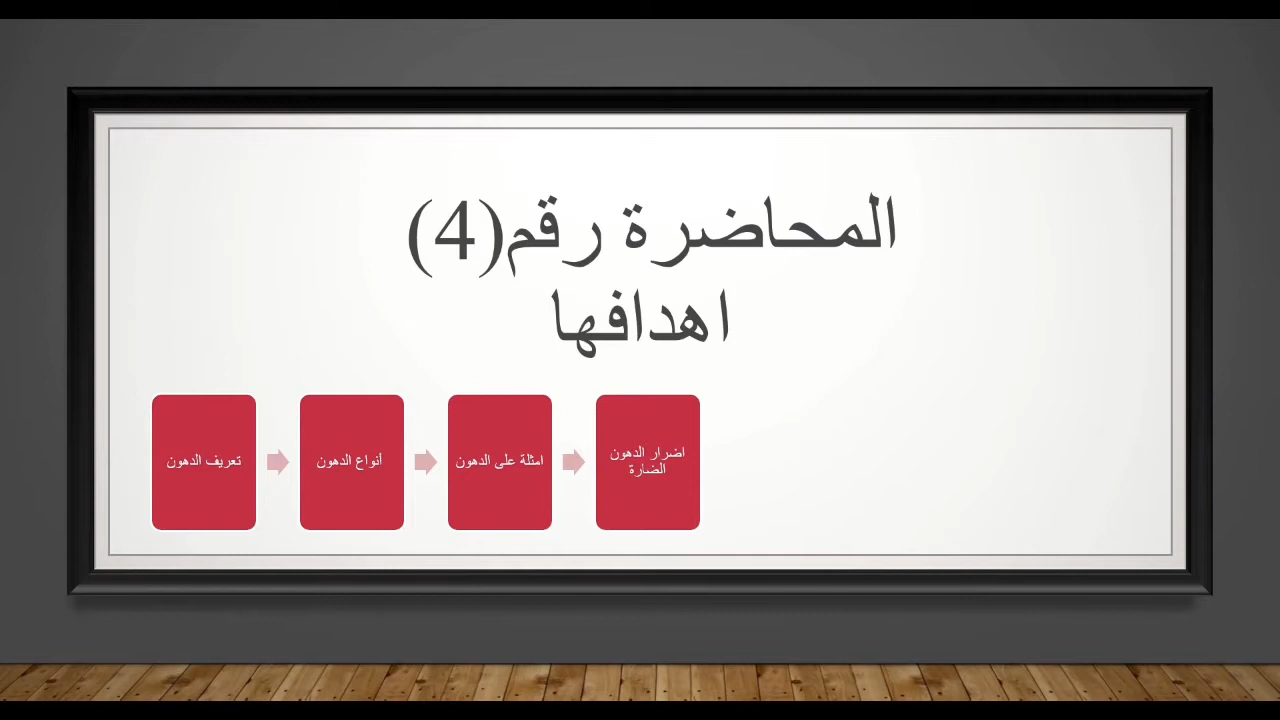 المحاضرة رقم(4)
اهدافها
تعريف الدهون
أنواع الدهون
امثلة على الدهون
اضرار الدهون
الضارة